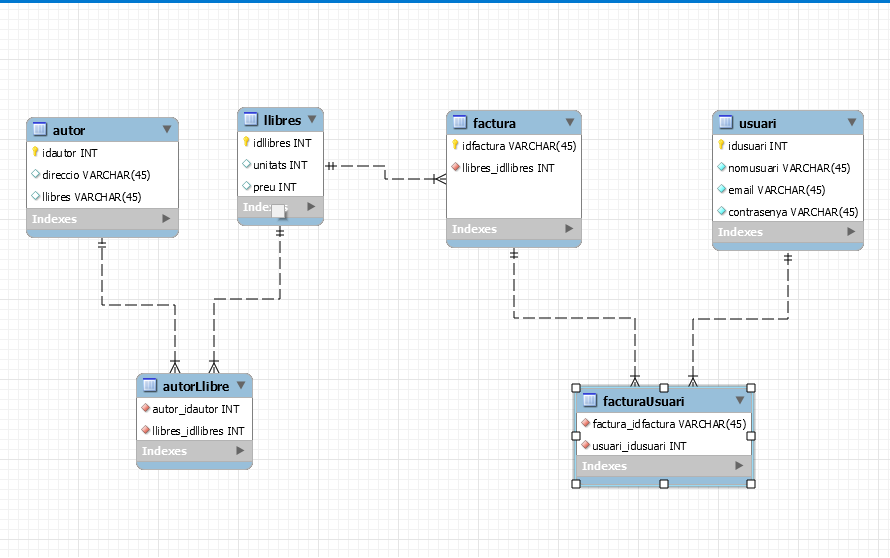 autor
idautor INT
direccio VARCHAR(45)
llibres VARCHAR(45)
Indexes
llibres
idllibres INT
unitats INT
preu INT
Indexes
factura
idfactura VARCHAR(45)
llibres_idllibres INT
Indexes
usuari
idusuari INT
nomusuari VARCHAR(45)
email VARCHAR(45)
contrasenya VARCHAR(45)
Indexes
autorLlibre
autor_idautor INT
llibres_idllibres INT
Indexes
facturaUsuari
factura_idfactura VARCHAR(45)
usuari_idusuari INT
Indexes